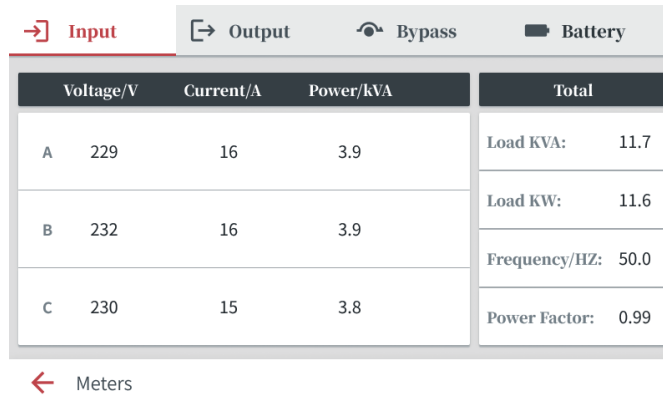 Input Output Bypass Battery
Voltage/V Current/A Power/kVA Total
A 229 16 3.9
Load KVA: 11.7
Load KW: 11.6
B 232 16 3.9
Frequency/HZ: 50.0
C 230 15 3.8
Power Factor: 0.99
Meters